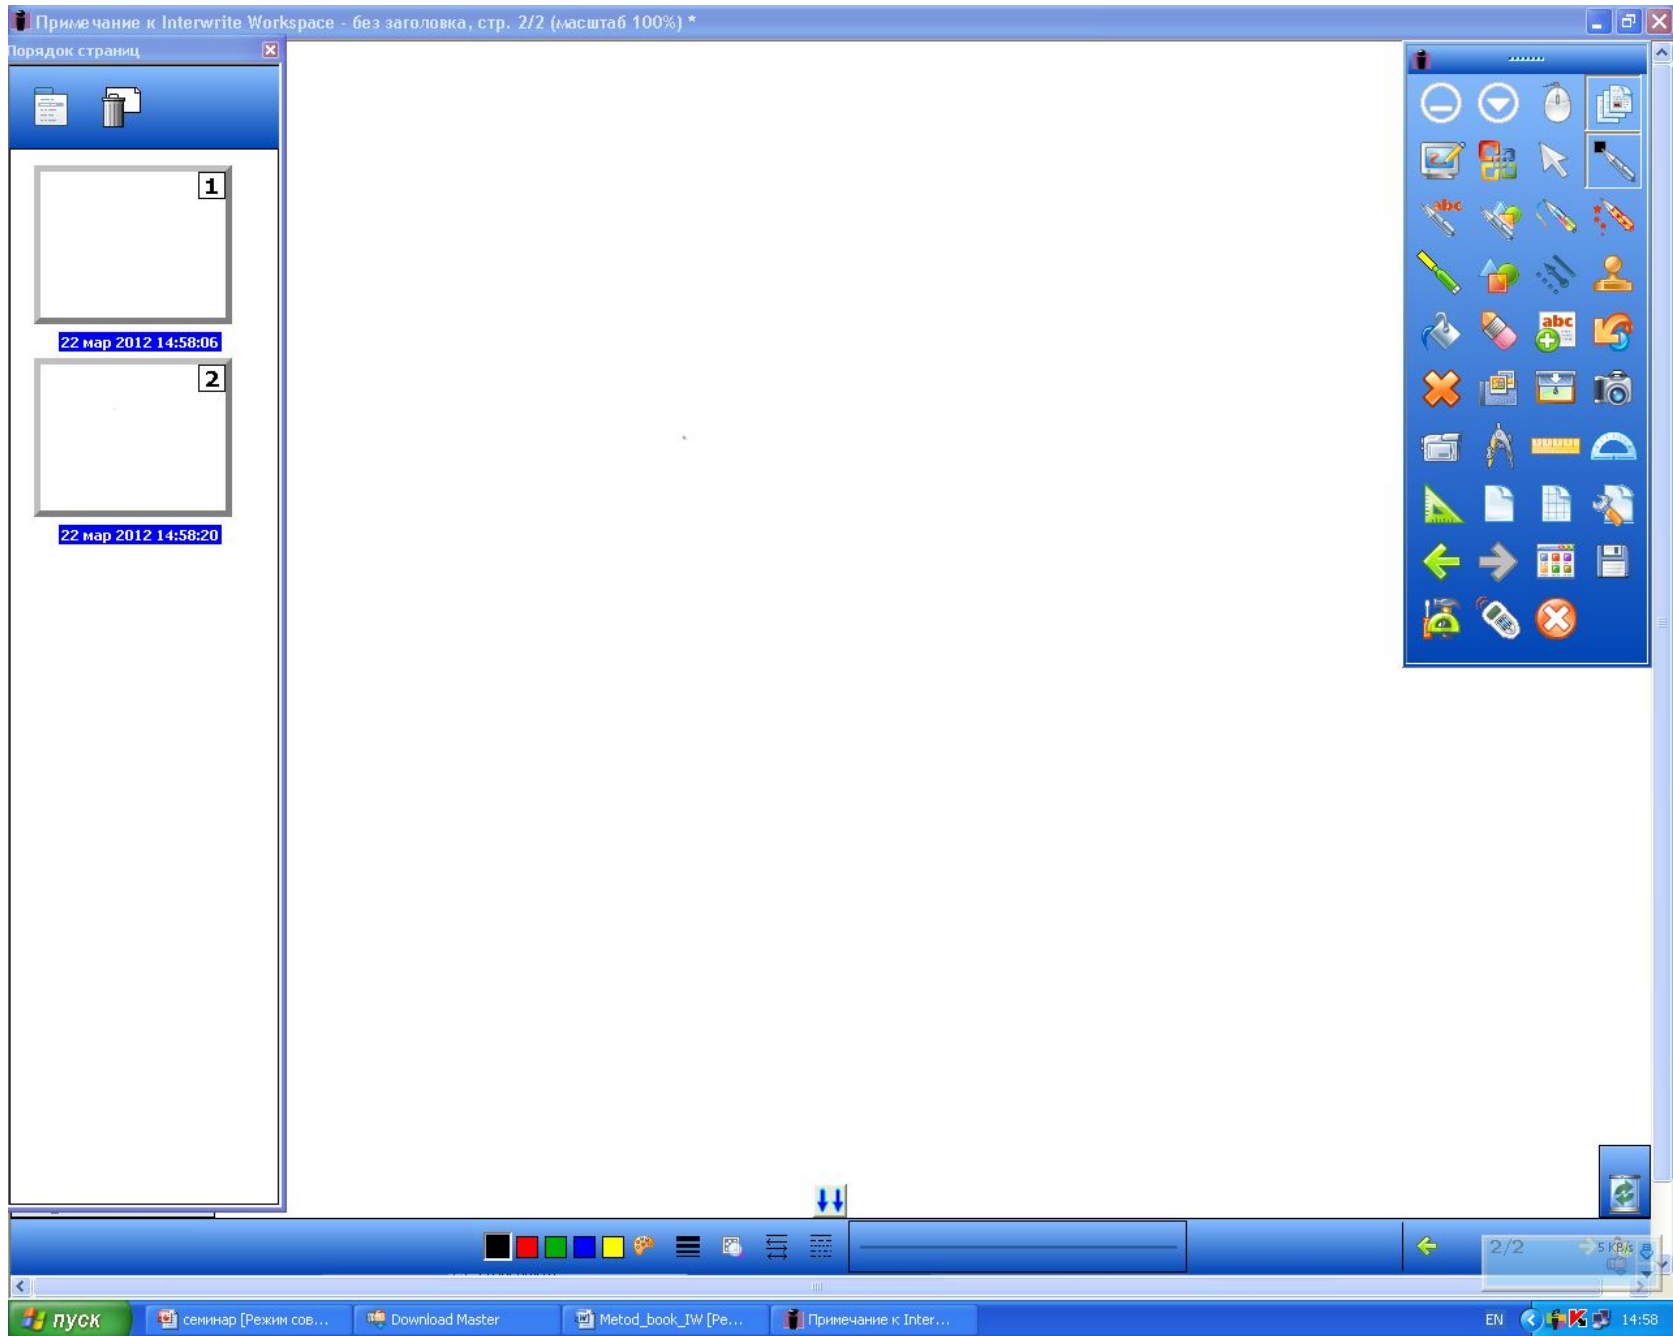 Примечание к Interwrite Workspace - без заголовка, стр. 2/2 (масштаб 100%) *
Порядок страниц
1
22 мар 2012 14:58:06
2
22 мар 2012 14:58:20
abc
abc
2/2
5 KB/s
пуск
семинар [Режим сов...
Download Master
Metod_book_IW [Ре...
Примечание к Inter...
EN
14:58